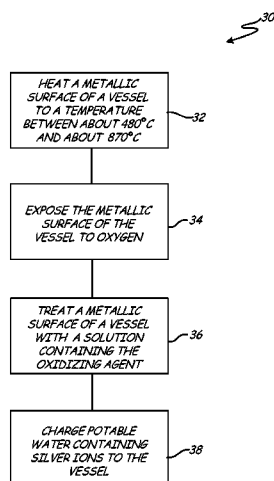 30
HEAT A METALLIC
SURFACE OF A VESSEL
TO A TEMPERATURE
BETWEEN ABOUT 480°C
AND ABOUT 870°C
32
EXPOSE THE METALLIC
SURFACE OF THE
VESSEL TO OXYGEN
34
TREAT A METALLIC
SURFACE OF A VESSEL
WITH A SOLUTION
CONTAINING THE
OXIDIZING AGENT
36
CHARGE POTABLE
WATER CONTAINING
SILVER IONS TO THE
VESSEL
38